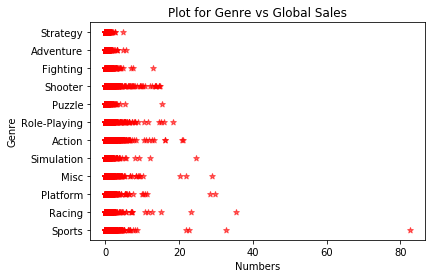 Plot for Genre vs Global Sales
Genre
Strategy
Adventure
Fighting
Shooter
Puzzle
Role-Playing
Action
Simulation
Misc
Platform
Racing
Sports
0 20 40 60 80
Numbers